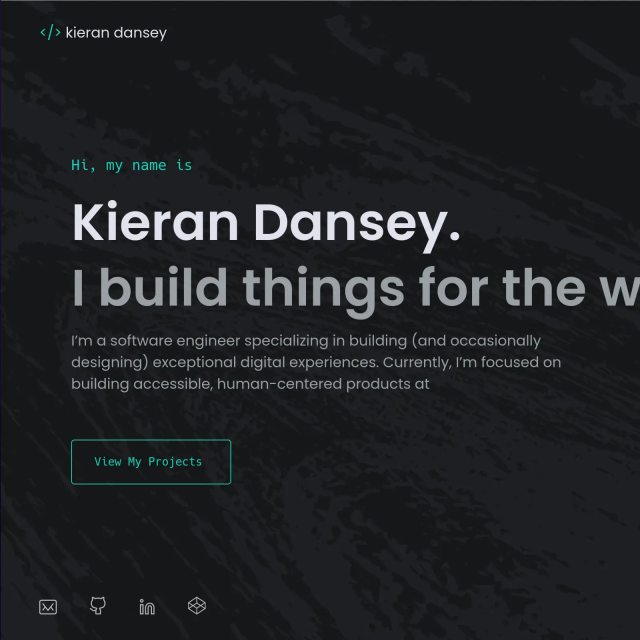 </> kieran dansey
Hi, my name is
Kieran Dansey.
I build things for the w
I’m a software engineer specializing in building (and occasionally
designing) exceptional digital experiences. Currently, I’m focused on
building accessible, human-centered products at
View My Projects